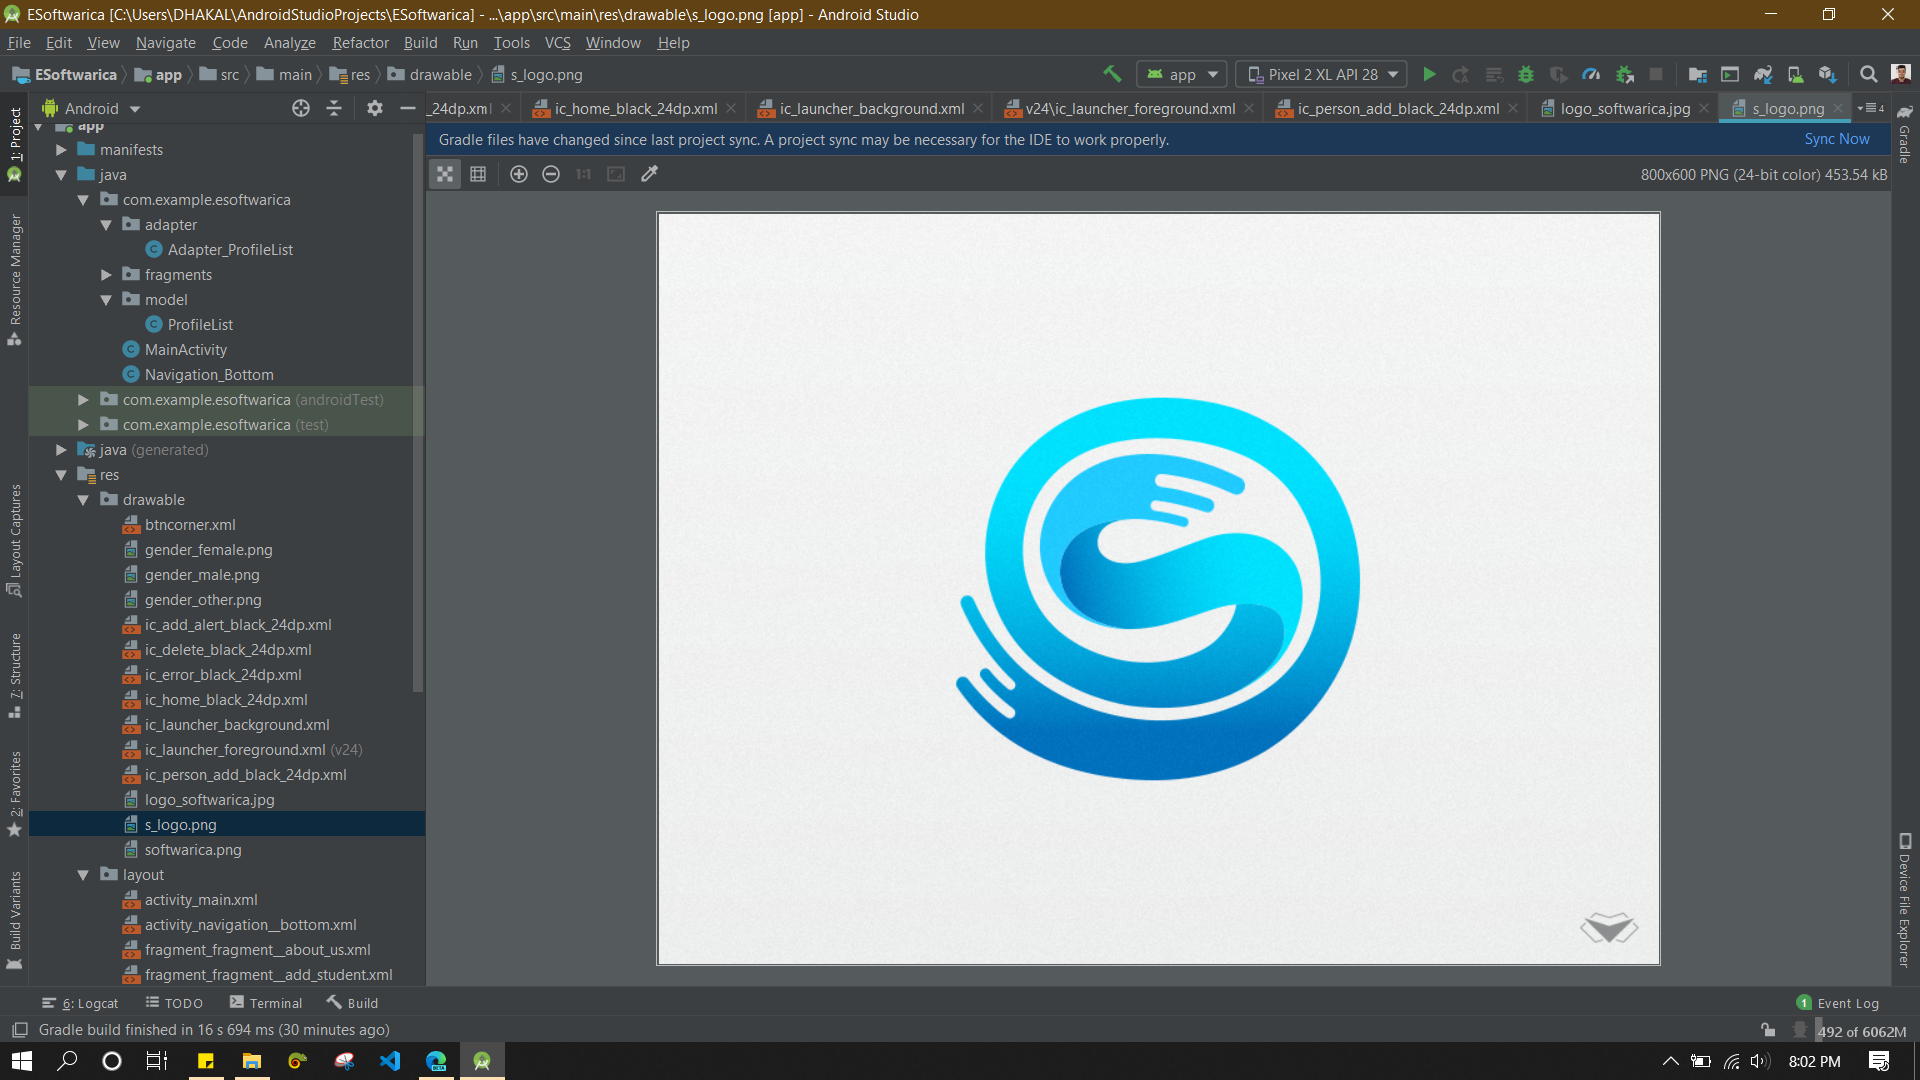 ESoftwarica [C:\Users\DHAKAL\AndroidStudioProjects\ESoftwarica] - ...\app\src\main\res\drawable\s_logo.png [app] - Android Studio
File Edit View Navigate Code Analyze Refactor Build Run Tools VCS Window Help
ESoftwarica app src main res drawable s_logo.png app Pixel 2 XL API 28
Android _24dp.xml ic_home_black_24dp.xml ic_launcher_background.xml v24\ic_launcher_foreground.xml ic_person_add_black_24dp.xml logo_softwarica.jpg s_logo.png 4
Gradle files have changed since last project sync. A project sync may be necessary for the IDE to work properly. Sync Now
1:1 800x600 PNG (24-bit color) 453.54 kB
1: Project
Resource Manager
Layout Captures
7: Structure
2: Favorites
Build Variants
app
manifests
java
com.example.esoftwarica
adapter
Adapter_ProfileList
fragments
model
ProfileList
MainActivity
Navigation_Bottom
com.example.esoftwarica (androidTest)
com.example.esoftwarica (test)
java (generated)
res
drawable
btncorner.xml
gender_female.png
gender_male.png
gender_other.png
ic_add_alert_black_24dp.xml
ic_delete_black_24dp.xml
ic_error_black_24dp.xml
ic_home_black_24dp.xml
ic_launcher_background.xml
ic_launcher_foreground.xml (v24)
ic_person_add_black_24dp.xml
logo_softwarica.jpg
s_logo.png
softwarica.png
layout
activity_main.xml
activity_navigation__bottom.xml
fragment_fragment__about_us.xml
fragment_fragment__add_student.xml
Gradle
Device File Explorer
6: Logcat TODO Terminal Build 1 Event Log
Gradle build finished in 16 s 694 ms (30 minutes ago) 492 of 6062M
8:02 PM